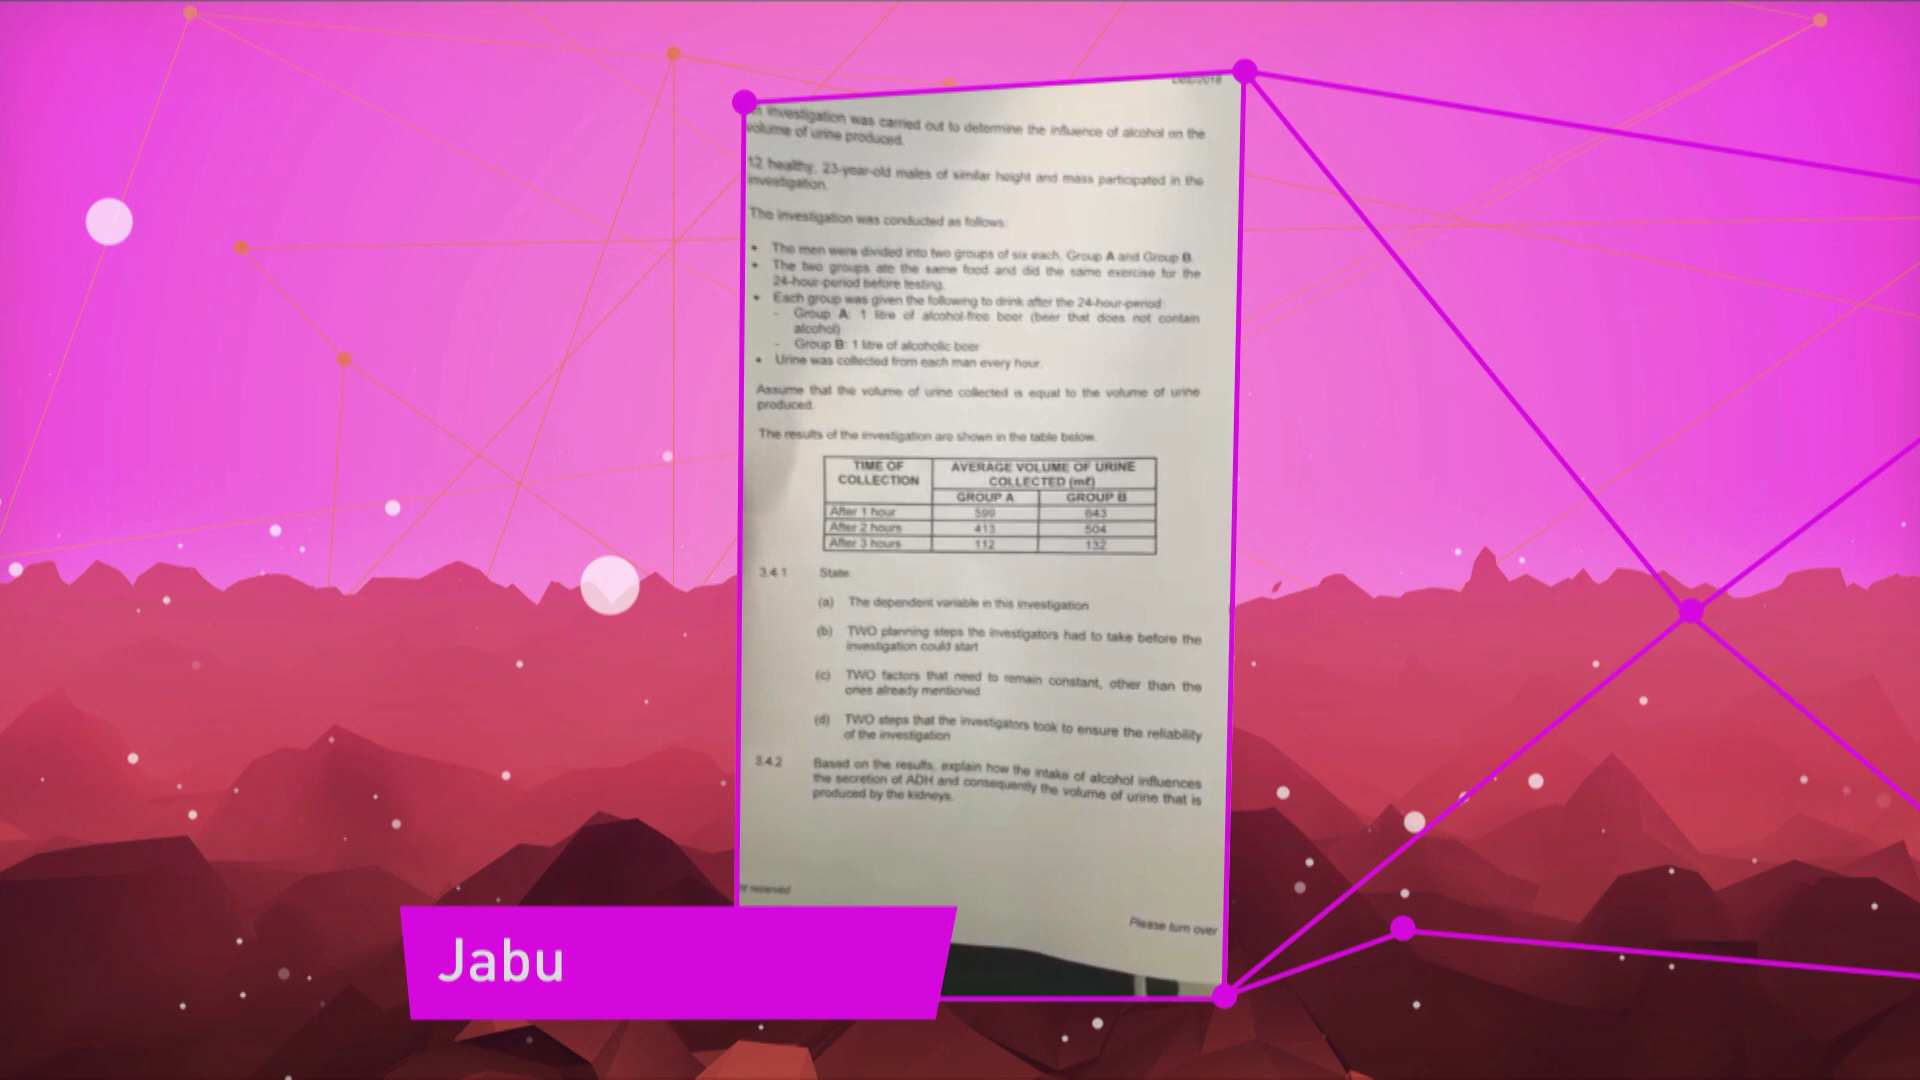 investigation was carried out to determine the influence of alcohol on the
volume of urine produced.
12 healthy, 23-year-old males of similar height and mass participated in the
investigation.
The investigation was conducted as follows:
• The men were divided into two groups of six each, Group A and Group B.
• The two groups ate the same food and did the same exercise for the
24-hour-period before testing.
• Each group was given the following to drink after the 24-hour-period:
- Group A: 1 litre of alcohol-free beer (beer that does not contain
alcohol)
- Group B: 1 litre of alcoholic beer
• Urine was collected from each man every hour.
Assume that the volume of urine collected is equal to the volume of urine
produced.
The results of the investigation are shown in the table below.
TIME OF COLLECTION
AVERAGE VOLUME OF URINE COLLECTED (mℓ)
GROUP A GROUP B
After 1 hour 599 643
After 2 hours 413 504
After 3 hours 112 132
3.4.1 State:
(a) The dependent variable in this investigation
(b) TWO planning steps the investigators had to take before the
investigation could start
(c) TWO factors that need to remain constant, other than the
ones already mentioned
(d) TWO steps that the investigators took to ensure the reliability
of the investigation
3.4.2 Based on the results, explain how the intake of alcohol influences
the secretion of ADH and consequently the volume of urine that is
produced by the kidneys.
reserved
Please turn over
Jabu